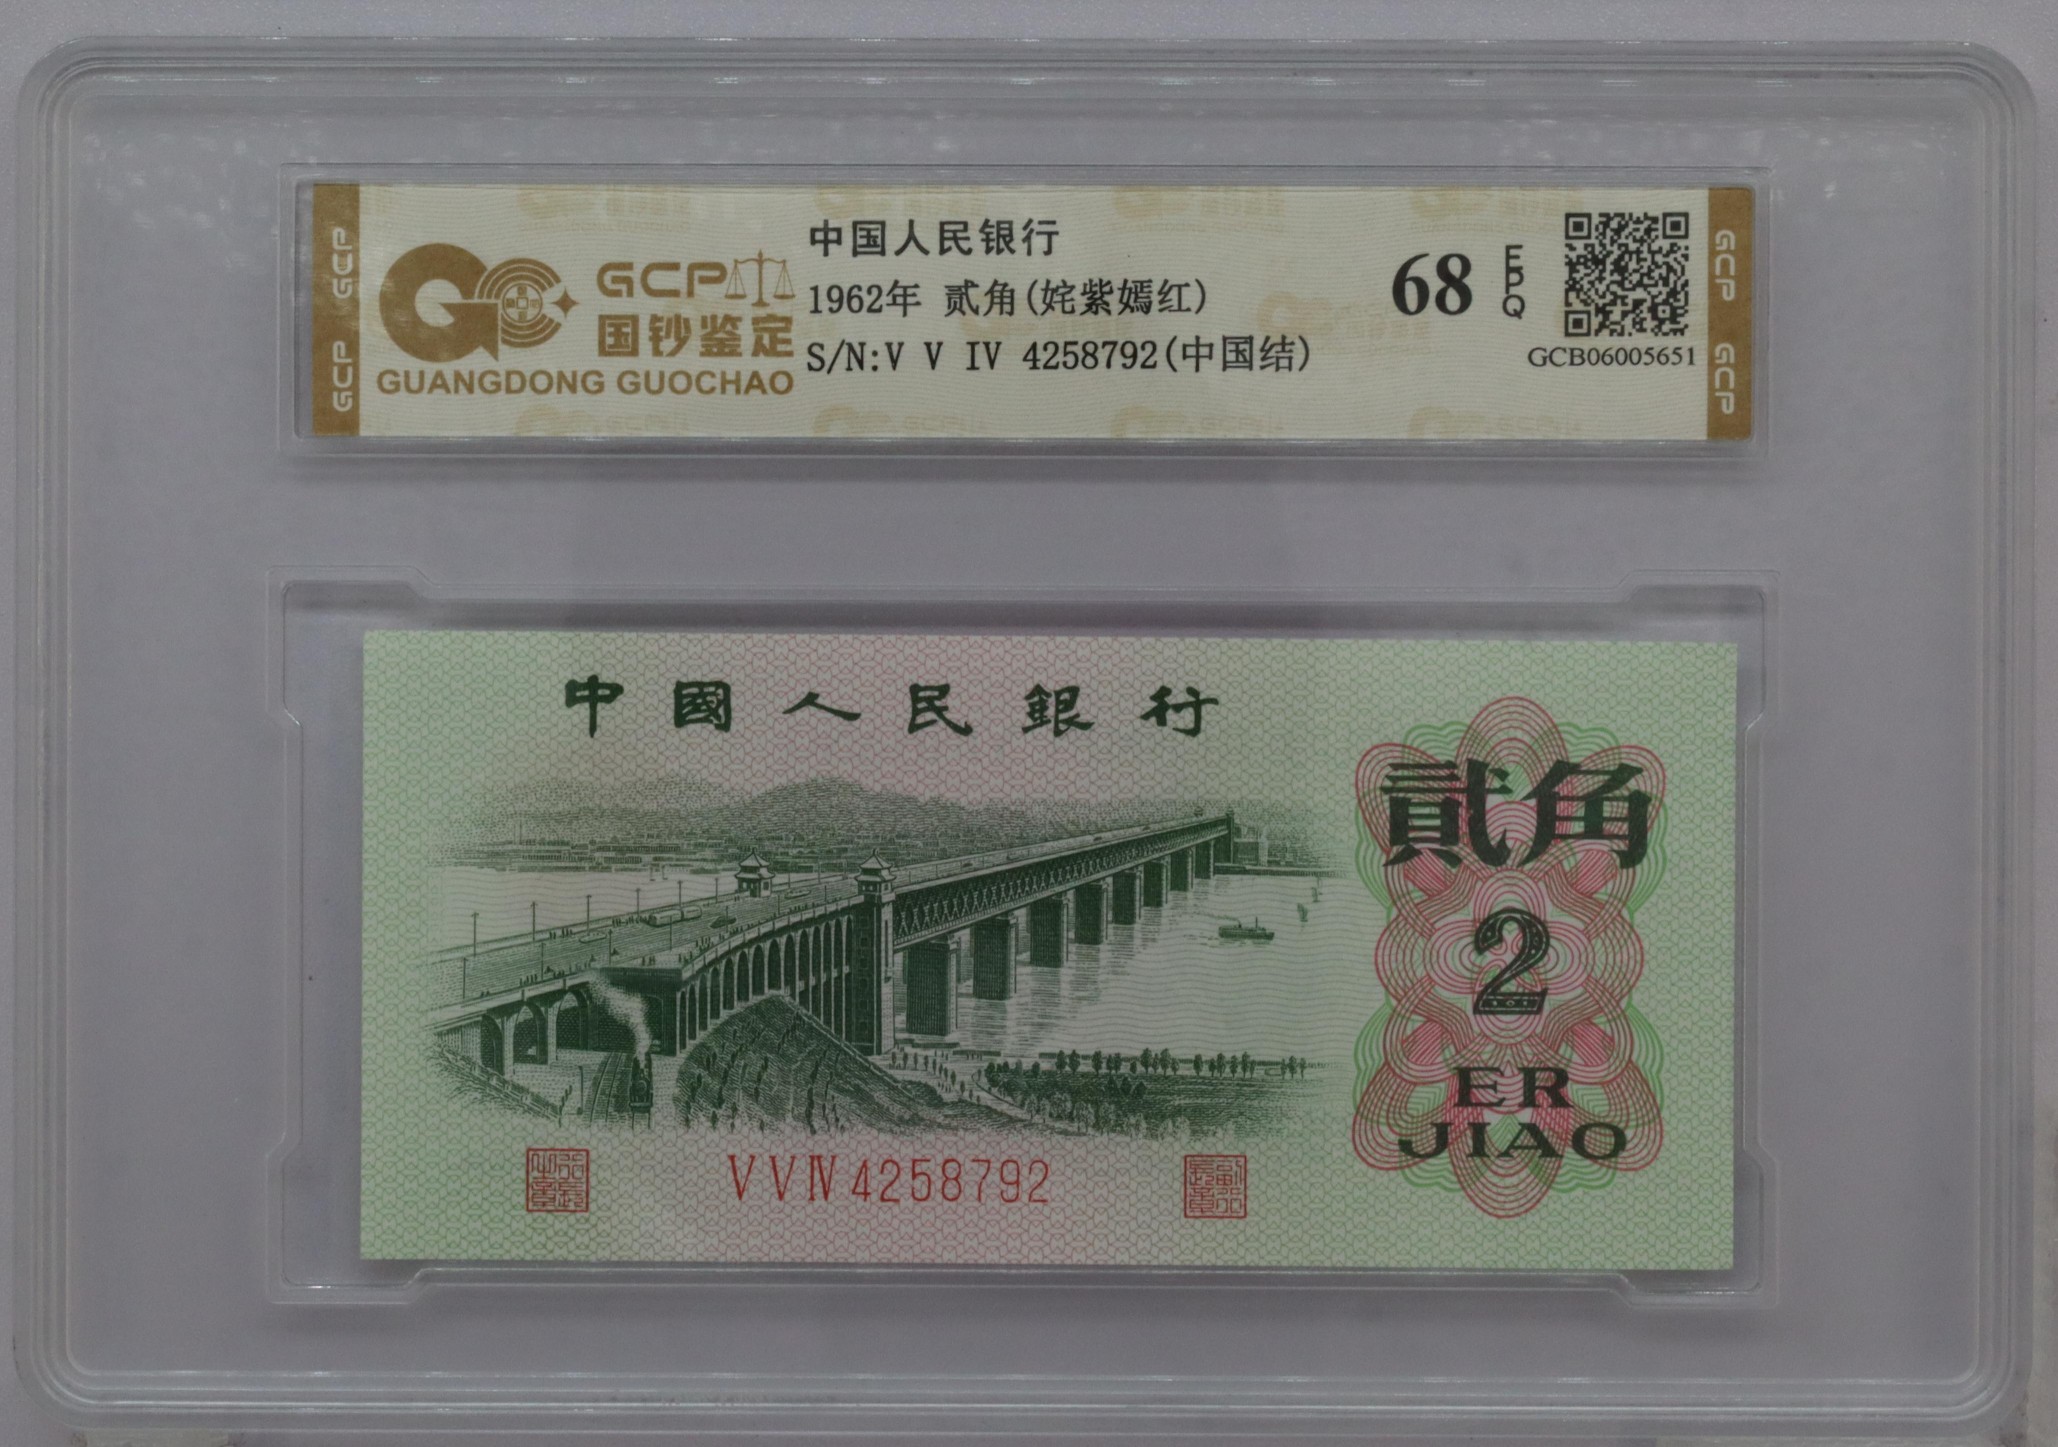 GCP GCP
GCP
国钞鉴定
GUANGDONG GUOCHAO
中国人民银行
1962年 贰角(姹紫嫣红)
S/N:V V IV 4258792(中国结)
68 EPQ
GCB06005651
GCP GCP
中國人民銀行
貳角
2
ER
JIAO
VVIV4258792